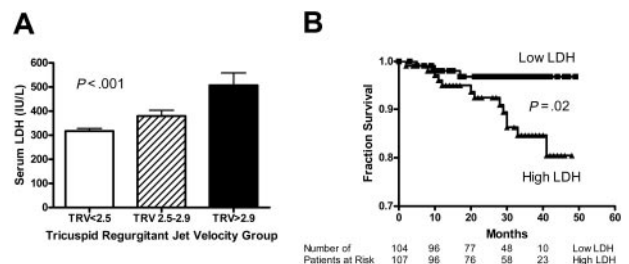 A
Serum LDH (IU/L)
600
500
400
300
200
100
0
P < .001
TRV<2.5 TRV 2.5-2.9 TRV>2.9
Tricuspid Regurgitant Jet Velocity Group
B
Fraction Survival
1.0
0.9
0.8
0.7
Low LDH
P = .02
High LDH
0 10 20 30 40 50 60
Months
Number of 104 96 77 48 10 Low LDH
Patients at Risk 107 96 76 58 23 High LDH